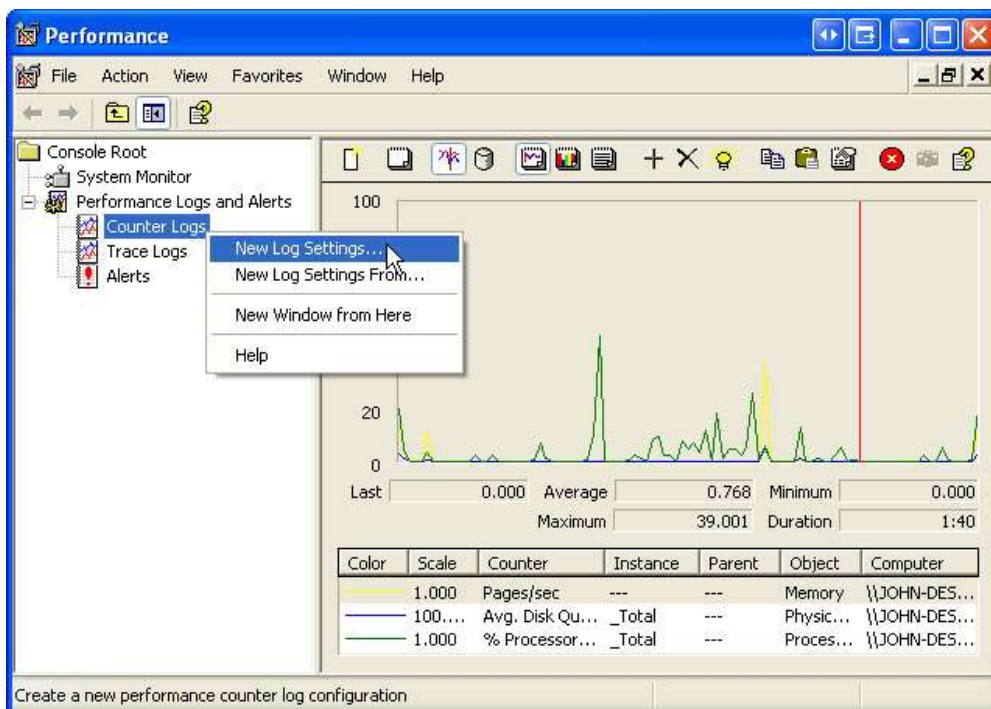 Performance
File Action View Favorites Window Help
Console Root
System Monitor
Performance Logs and Alerts
Counter Logs
Trace Logs
Alerts
New Log Settings...
New Log Settings From...
New Window from Here
Help
100
20
0
Last 0.000 Average 0.768 Minimum 0.000
Maximum 39.001 Duration 1:40
Color Scale Counter Instance Parent Object Computer
1.000 Pages/sec --- --- Memory \\JOHN-DES...
100.... Avg. Disk Qu... _Total --- Physic... \\JOHN-DES...
1.000 % Processor... _Total --- Proces... \\JOHN-DES...
Create a new performance counter log configuration